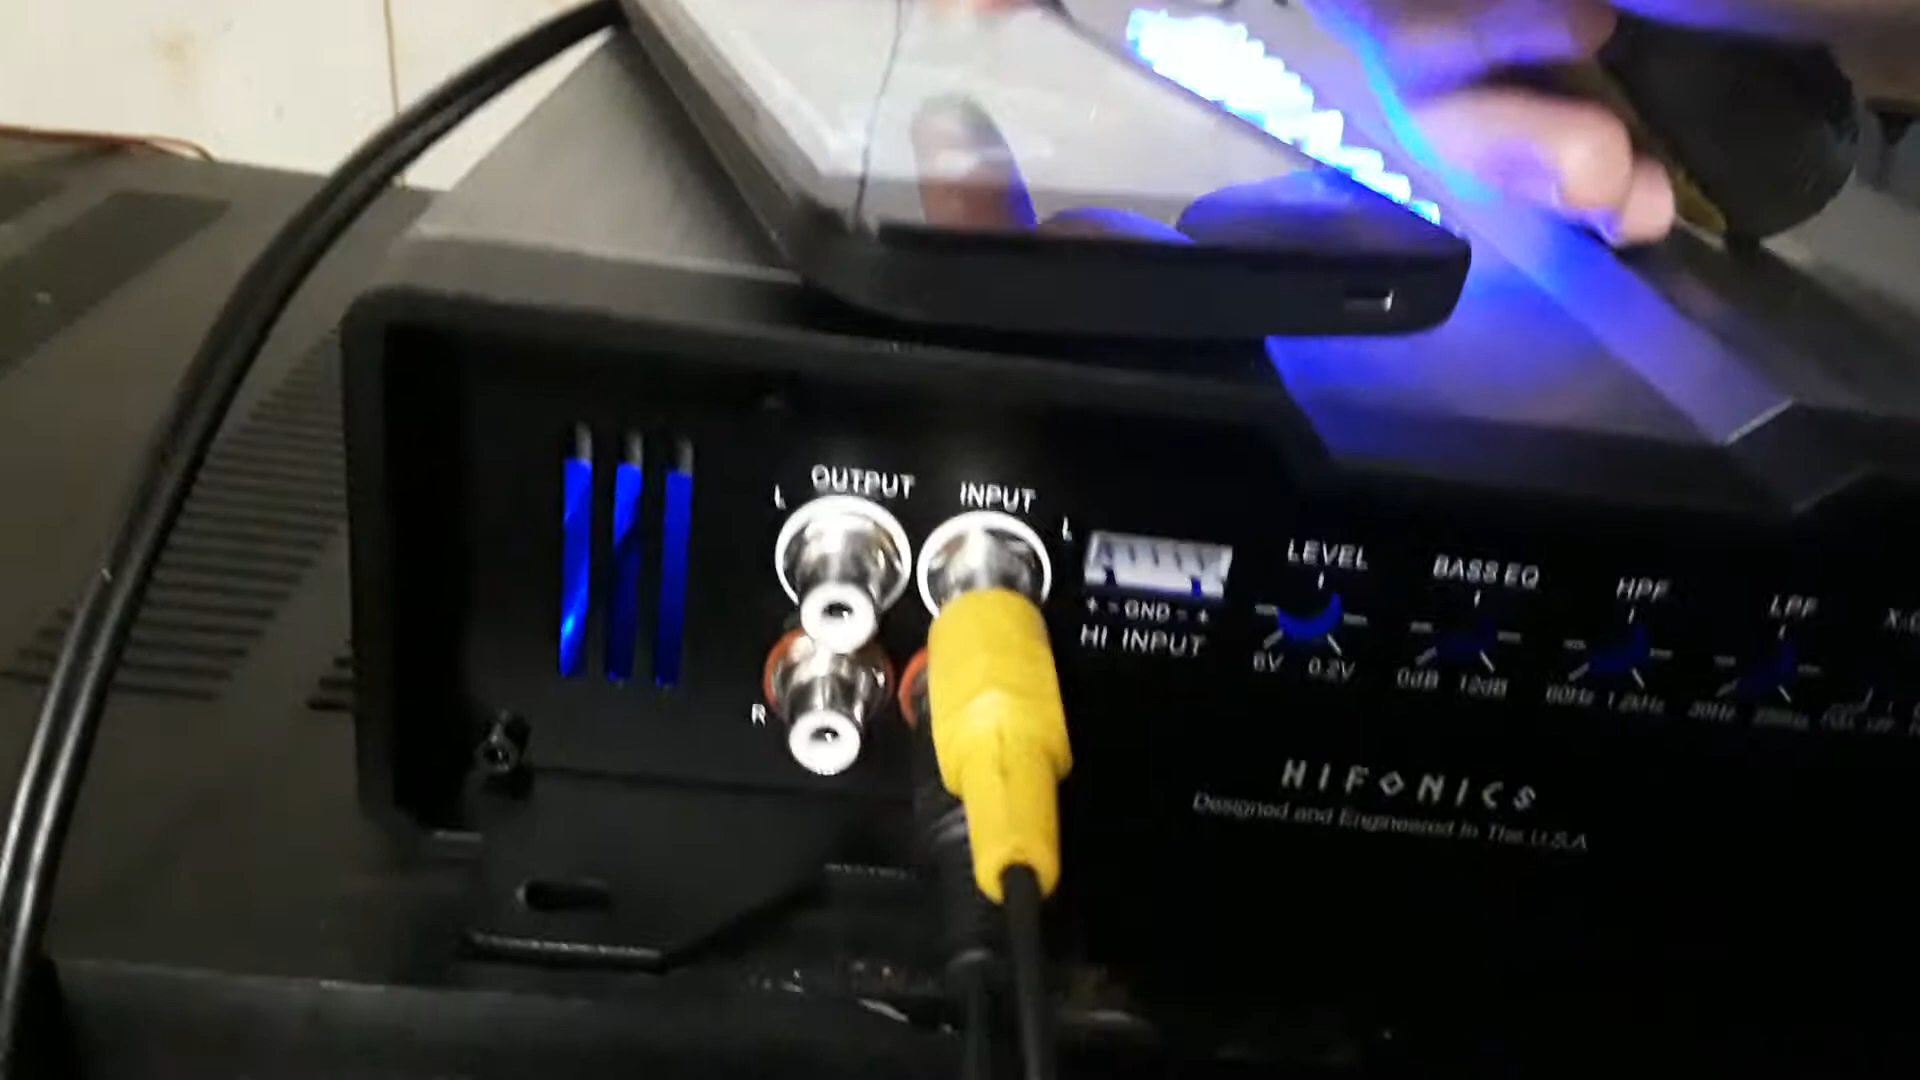 OUTPUT
INPUT
L
L
R
+ - GND - +
HI INPUT
LEVEL
6V 0.2V
BASS EQ
0dB 12dB
HPF
60Hz 1.2kHz
LPF
HIFONICS
Designed and Engineered in The U.S.A